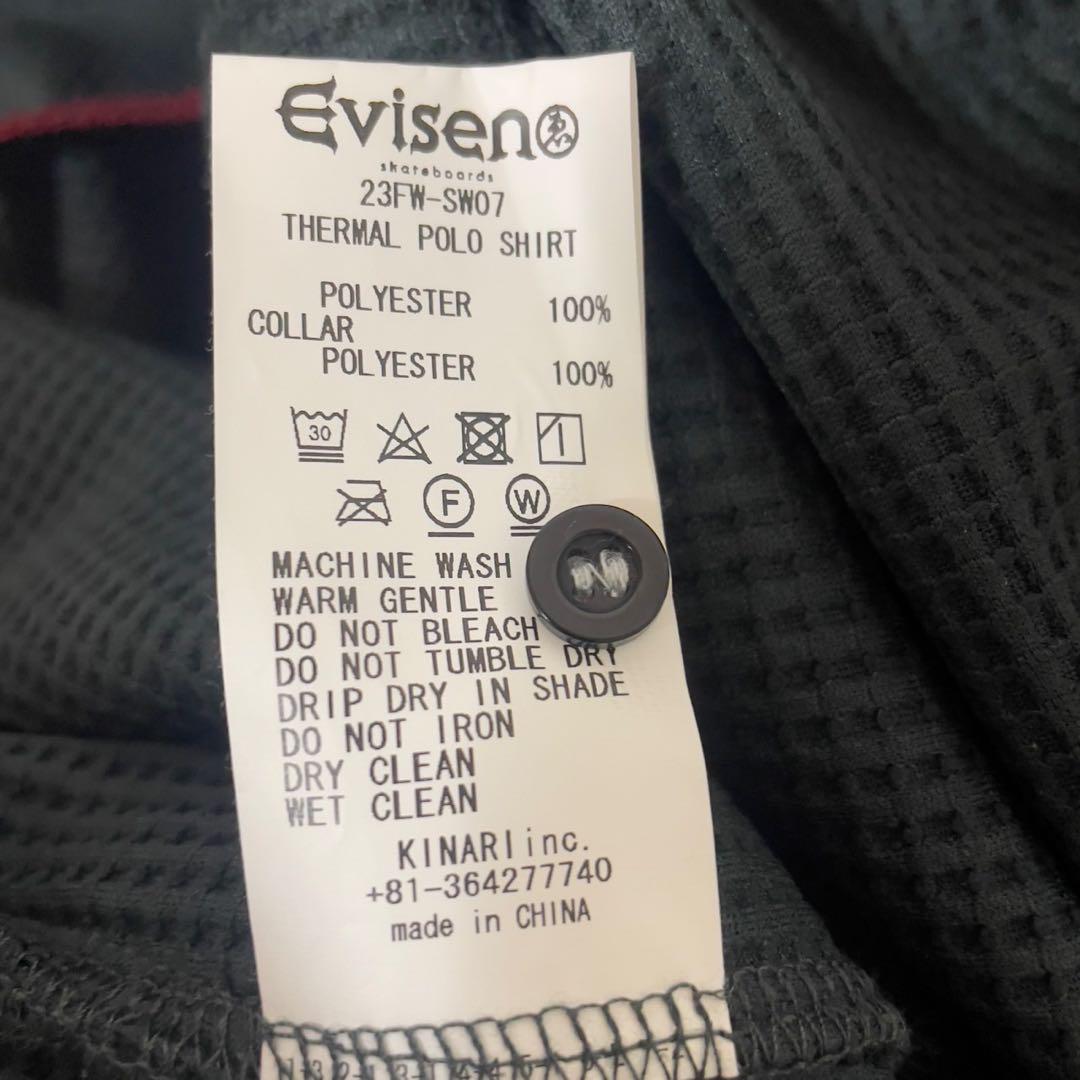 Evisen ゑ
skateboards
23FW-SW07
THERMAL POLO SHIRT
POLYESTER 100%
COLLAR
POLYESTER 100%
30
F
W
MACHINE WASH
WARM GENTLE
DO NOT BLEACH
DO NOT TUMBLE DRY
DRIP DRY IN SHADE
DO NOT IRON
DRY CLEAN
WET CLEAN
KINARI inc.
+81-364277740
made in CHINA